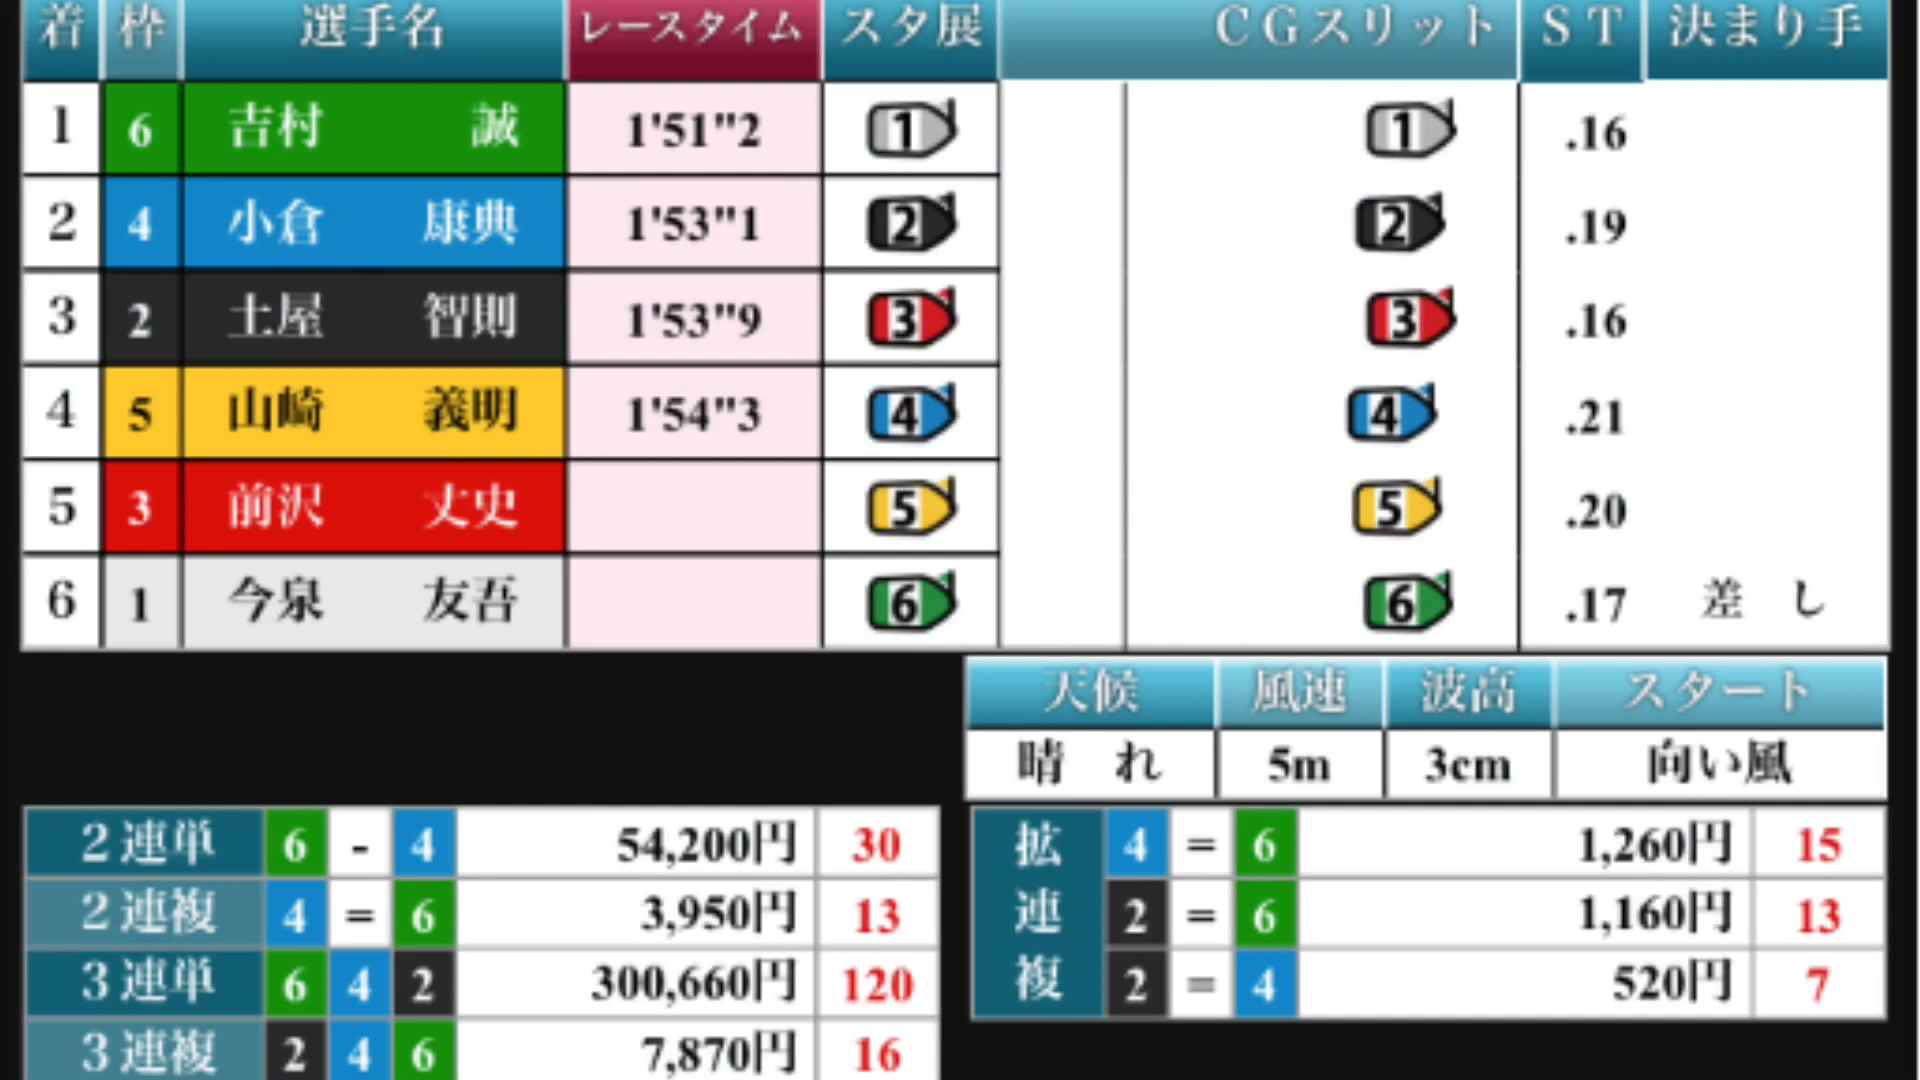 着 枠 選手名 レースタイム スタ展 CGスリット ST 決まり手
1 6 吉村 誠 1'51"2 1 1 .16
2 4 小倉 康典 1'53"1 2 2 .19
3 2 土屋 智則 1'53"9 3 3 .16
4 5 山崎 義明 1'54"3 4 4 .21
5 3 前沢 丈史 5 5 .20
6 1 今泉 友吾 6 6 .17 差 し
天候 風速 波高 スタート
晴 れ 5m 3cm 向い風
2連単 6 - 4 54,200円 30
2連複 4 = 6 3,950円 13
3連単 6 4 2 300,660円 120
3連複 2 4 6 7,870円 16
拡連複
4 = 6 1,260円 15
2 = 6 1,160円 13
2 = 4 520円 7